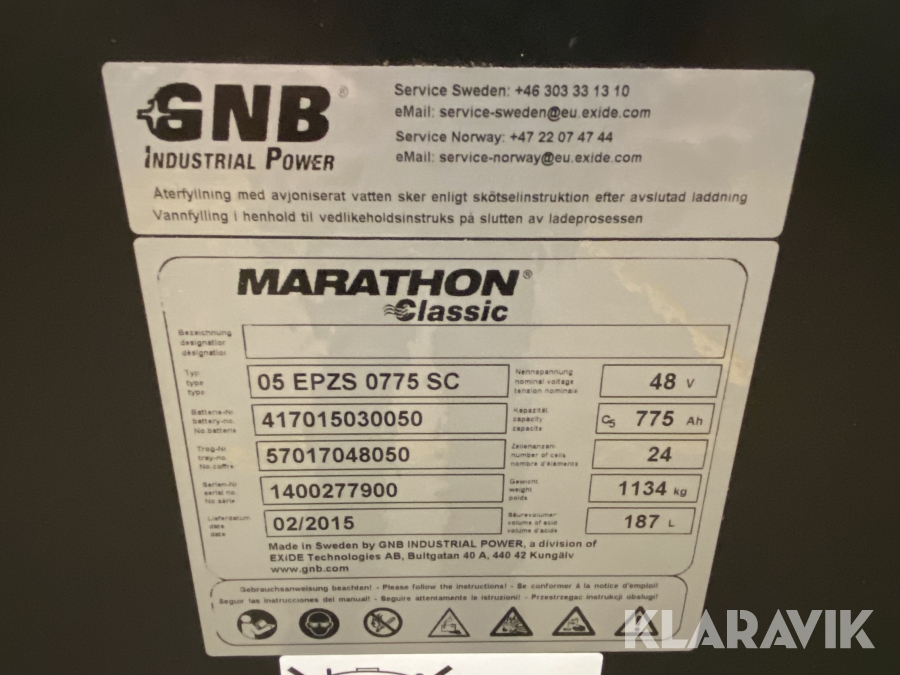 GNB®
INDUSTRIAL POWER
Service Sweden: +46 303 33 13 10
eMail: service-sweden@eu.exide.com
Service Norway: +47 22 07 47 44
eMail: service-norway@eu.exide.com
Återfyllning med avjoniserat vatten sker enligt skötselinstruktion efter avslutad laddning
Vannfylling i henhold til vedlikeholdsinstruks på slutten av ladeprosessen
MARATHON®
Classic
Bezeichnung
designation
désignation
Typ
type
type
05 EPZS 0775 SC
Nennspannung
nominal voltage
tension nominale
48 V
Batterie-Nr.
battery-no.
No. batterie
417015030050
Kapazität
capacity
capacité
C5 775 Ah
Trog-Nr.
tray-no.
No. coffre
57017048050
Zellenanzahl
number of cells
nombre d'éléments
24
Serien-Nr.
serial no.
No. série
1400277900
Gewicht
weight
poids
1134 kg
Lieferdatum
date
date
02/2015
Säurevolumen
volume of acid
volume d'acide
187 L
Made in Sweden by GNB INDUSTRIAL POWER, a division of
EXIDE Technologies AB, Bultgatan 40 A, 440 42 Kungälv
www.gnb.com
Gebrauchsanweisung beachten! - Please follow the instructions! - Se conformer à la notice d'emploi!
Seguir las instrucciones del manual! - Seguire attentamente le istruzioni! - Przestrzegac instrukcji obslugi!
KLARAVIK